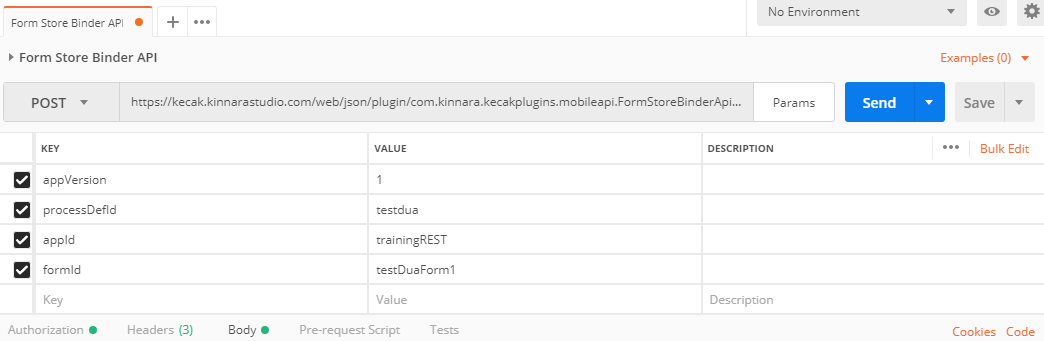 Form Store Binder API
No Environment
Form Store Binder API
Examples (0)
POST https://kecak.kinnarastudio.com/web/json/plugin/com.kinnara.kecakplugins.mobileapi.FormStoreBinderApi... Params Send Save
KEY VALUE DESCRIPTION Bulk Edit
appVersion 1
processDefId testdua
appId trainingREST
formId testDuaForm1
Key Value Description
Authorization Headers (3) Body Pre-request Script Tests Cookies Code